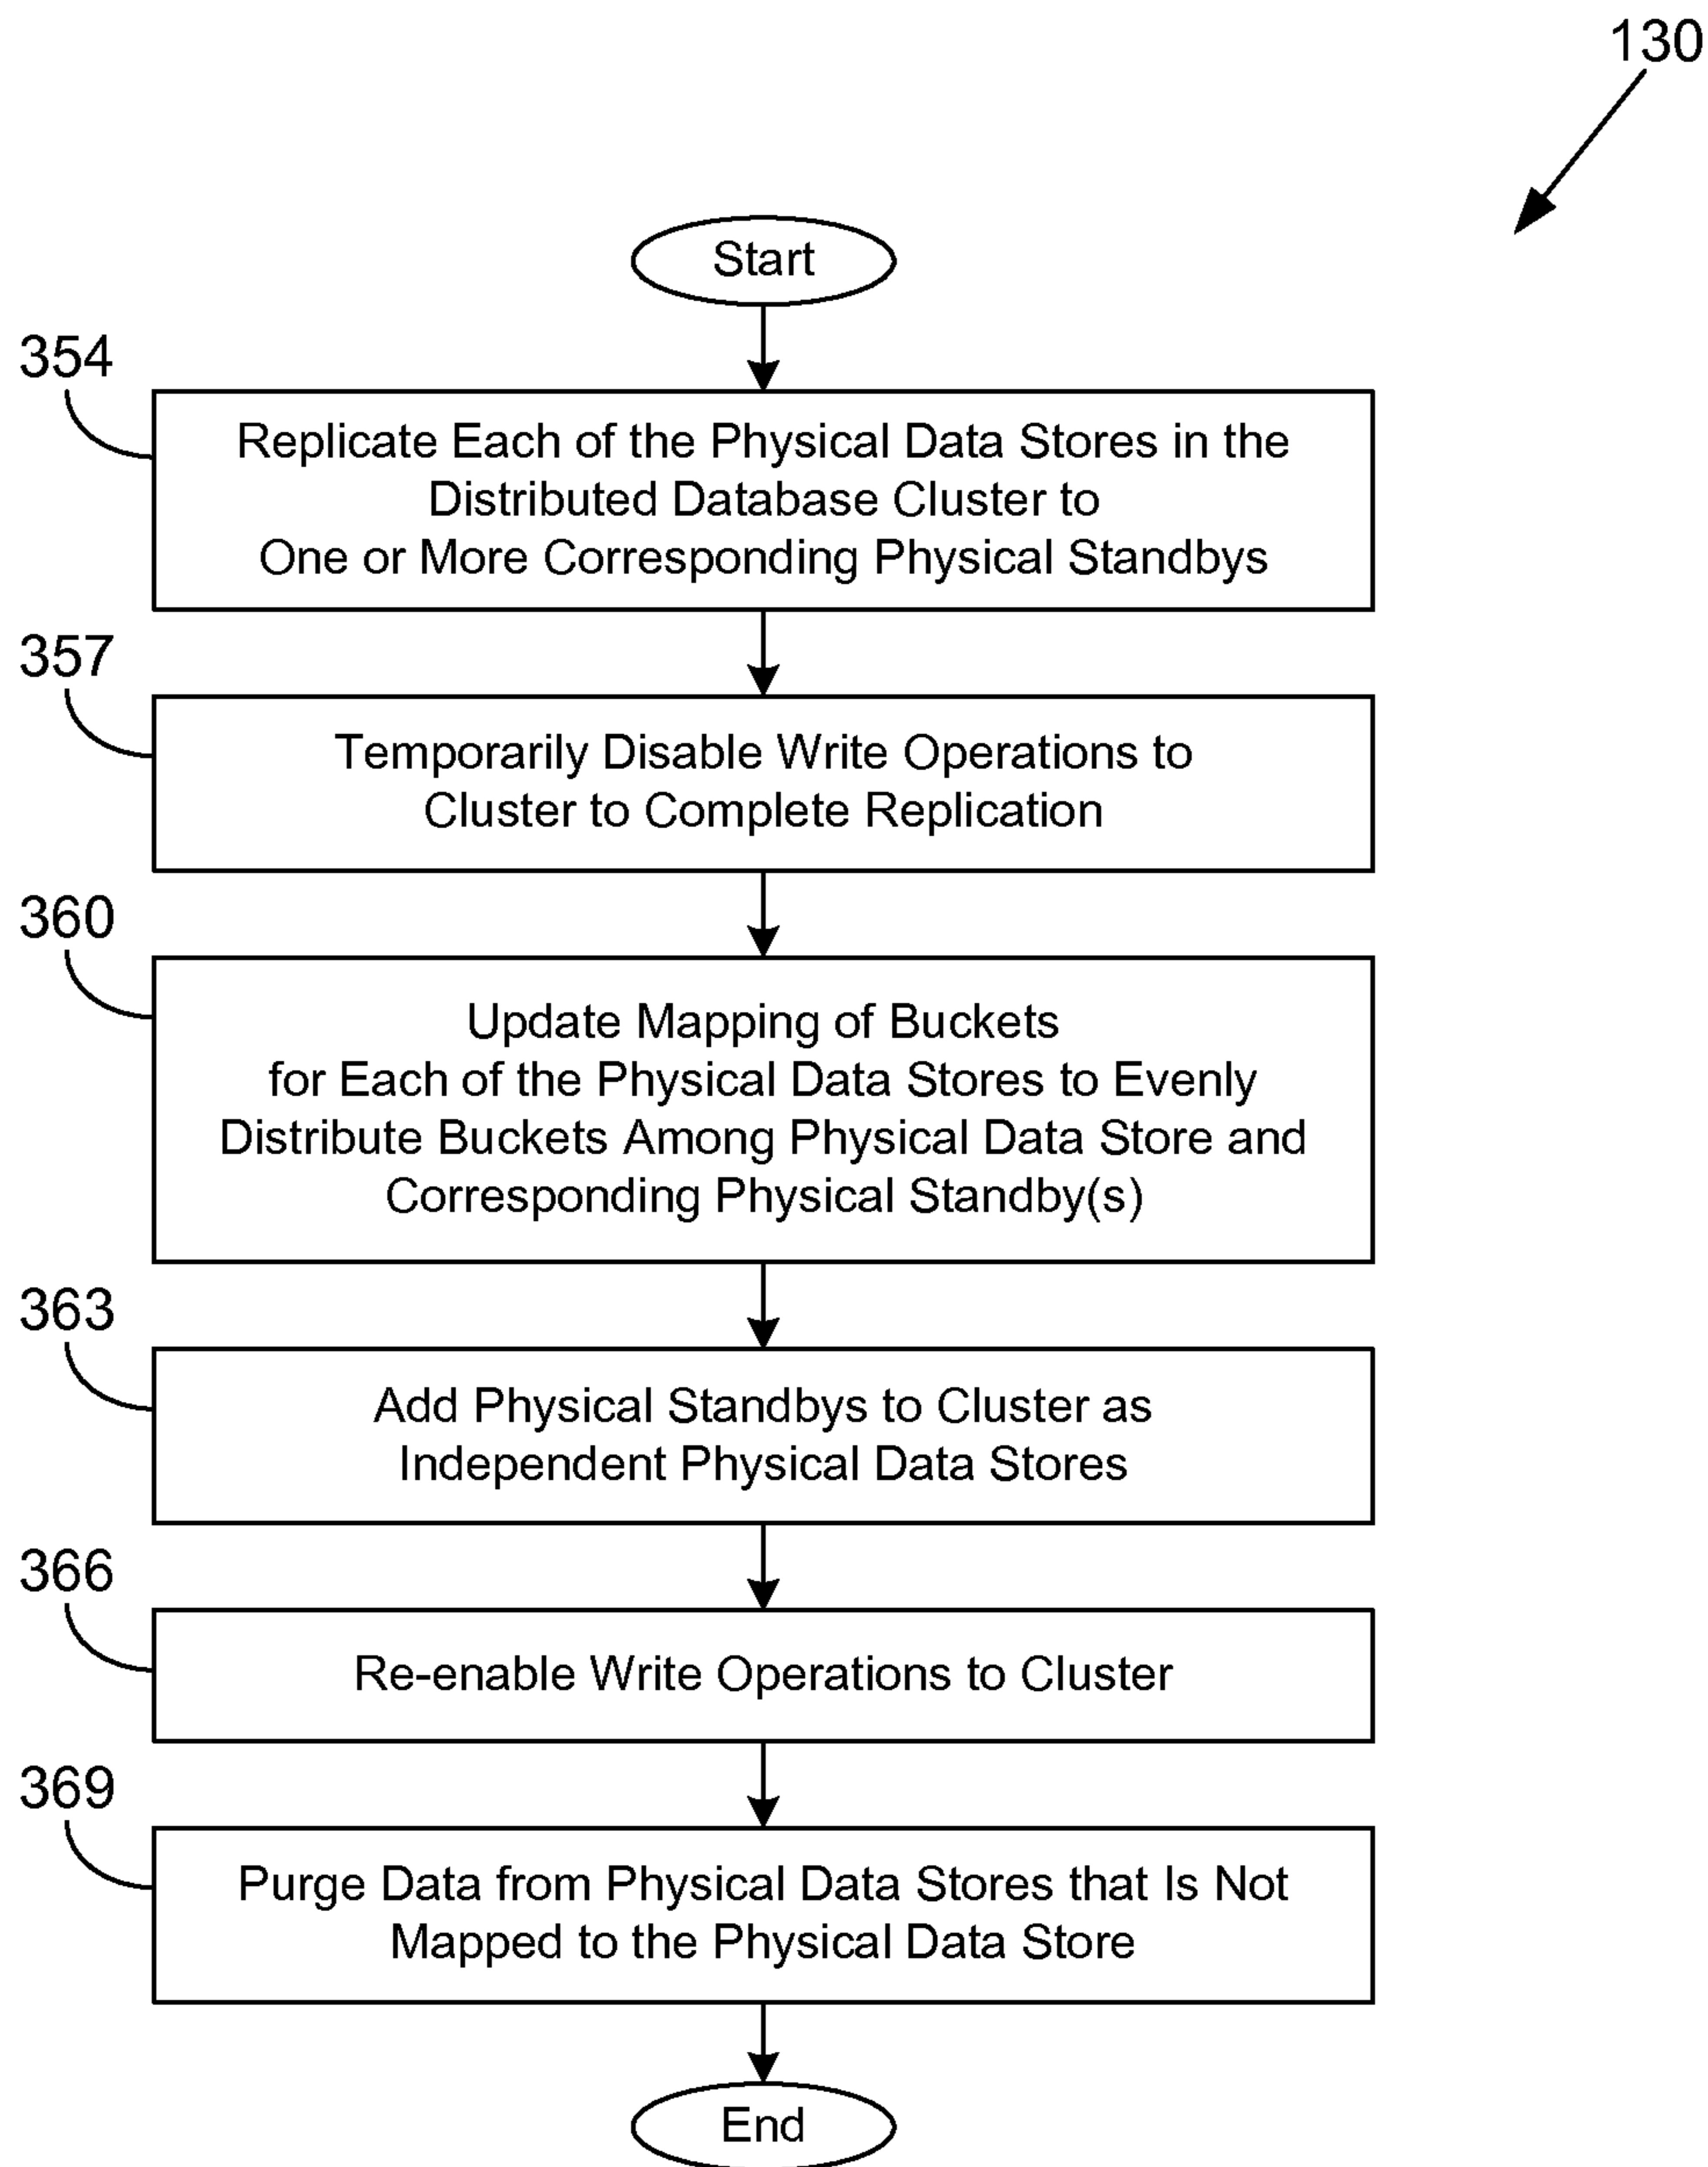 130
Start
354
Replicate Each of the Physical Data Stores in the
Distributed Database Cluster to
One or More Corresponding Physical Standbys
357
Temporarily Disable Write Operations to
Cluster to Complete Replication
360
Update Mapping of Buckets
for Each of the Physical Data Stores to Evenly
Distribute Buckets Among Physical Data Store and
Corresponding Physical Standby(s)
363
Add Physical Standbys to Cluster as
Independent Physical Data Stores
366
Re-enable Write Operations to Cluster
369
Purge Data from Physical Data Stores that Is Not
Mapped to the Physical Data Store
End